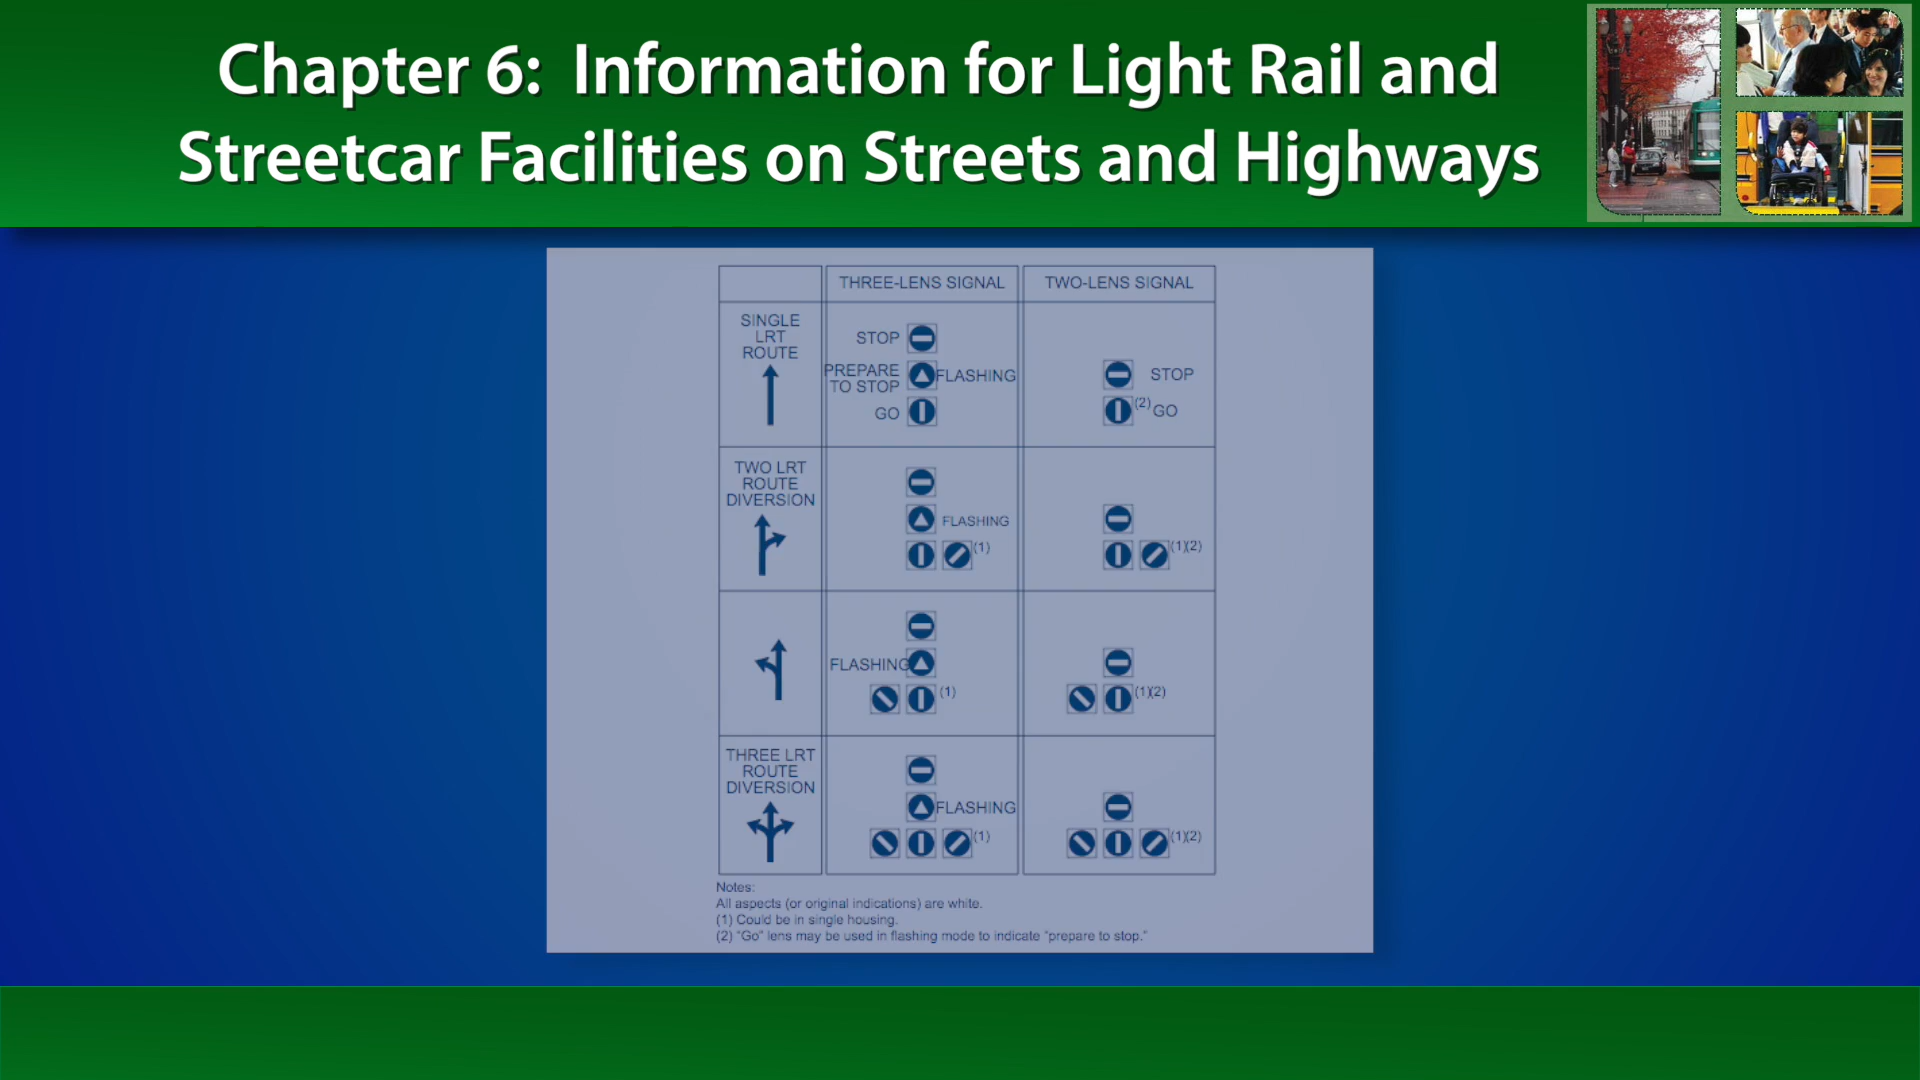 Chapter 6: Information for Light Rail and
Streetcar Facilities on Streets and Highways
THREE-LENS SIGNAL
TWO-LENS SIGNAL
SINGLE
LRT
ROUTE
STOP
PREPARE
TO STOP
FLASHING
GO
STOP
(2) GO
TWO LRT
ROUTE
DIVERSION
FLASHING
(1)
(1)(2)
FLASHING
(1)
(1)(2)
THREE LRT
ROUTE
DIVERSION
FLASHING
(1)
(1)(2)
Notes:
All aspects (or original indications) are white.
(1) Could be in single housing.
(2) "Go" lens may be used in flashing mode to indicate "prepare to stop."